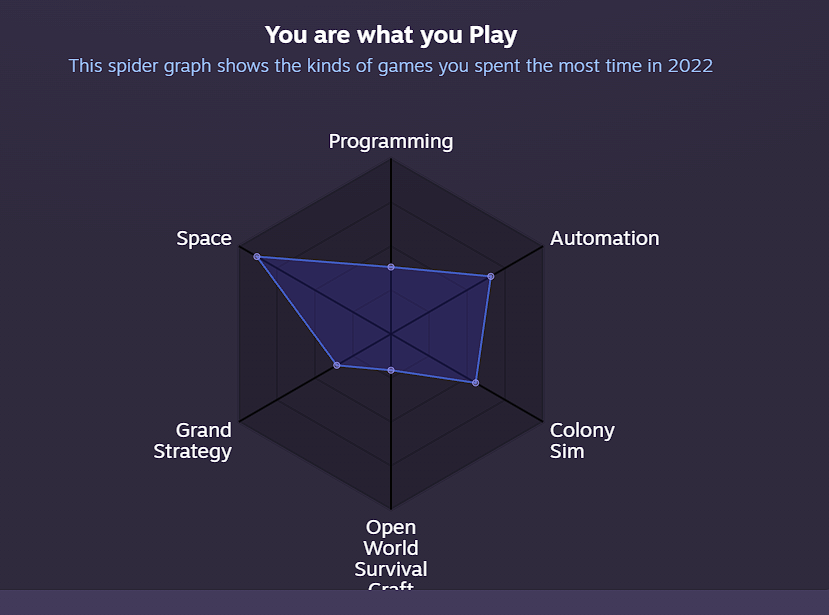 You are what you Play
This spider graph shows the kinds of games you spent the most time in 2022
Programming
Space
Automation
Grand
Strategy
Colony
Sim
Open
World
Survival
Craft